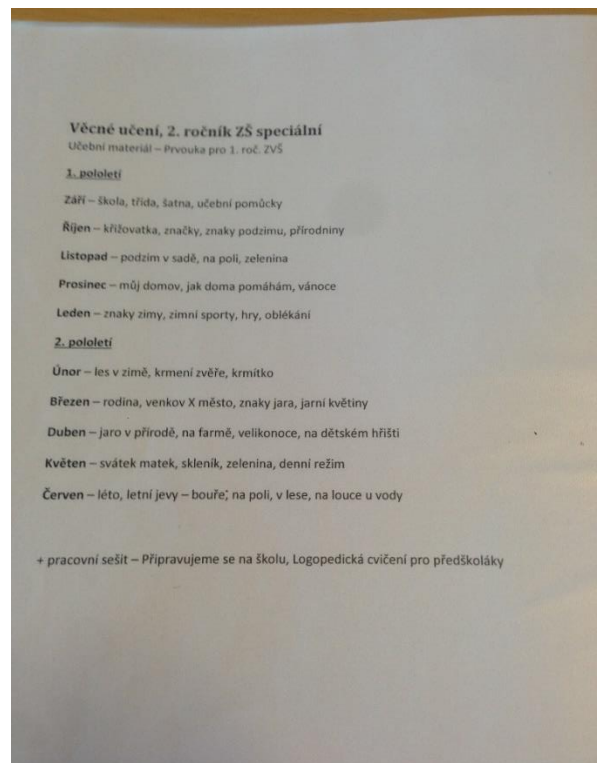 Věcné učení, 2. ročník ZŠ speciální
Učební materiál – Prvouka pro 1. roč. ZVŠ
1. pololetí
Září – škola, třída, šatna, učební pomůcky
Říjen – křižovatka, značky, znaky podzimu, přírodniny
Listopad – podzim v sadě, na poli, zelenina
Prosinec – můj domov, jak doma pomáhám, vánoce
Leden – znaky zimy, zimní sporty, hry, oblékání
2. pololetí
Únor – les v zimě, krmení zvěře, krmítko
Březen – rodina, venkov X město, znaky jara, jarní květiny
Duben – jaro v přírodě, na farmě, velikonoce, na dětském hřišti
Květen – svátek matek, skleník, zelenina, denní režim
Červen – léto, letní jevy – bouře; na poli, v lese, na louce u vody
+ pracovní sešit – Připravujeme se na školu, Logopedická cvičení pro předškoláky